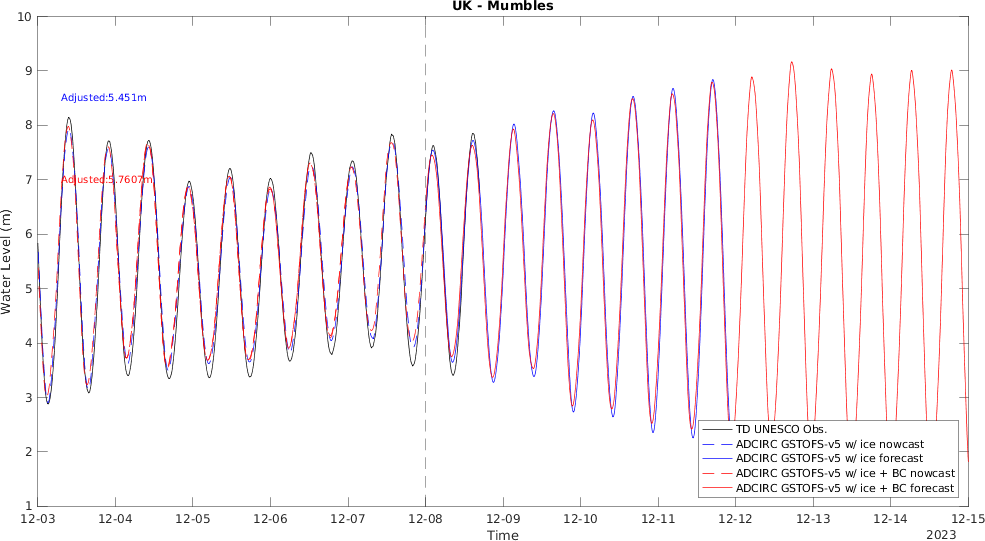 UK - Mumbles
10
9
8
7
6
5
4
3
2
1
Water Level (m)
Adjusted:5.451m
Adjusted:5.7607m
12-03 12-04 12-05 12-06 12-07 12-08 12-09 12-10 12-11 12-12 12-13 12-14 12-15
2023
Time
TD UNESCO Obs.
ADCIRC GSTOFS-v5 w/ ice nowcast
ADCIRC GSTOFS-v5 w/ ice forecast
ADCIRC GSTOFS-v5 w/ ice + BC nowcast
ADCIRC GSTOFS-v5 w/ ice + BC forecast